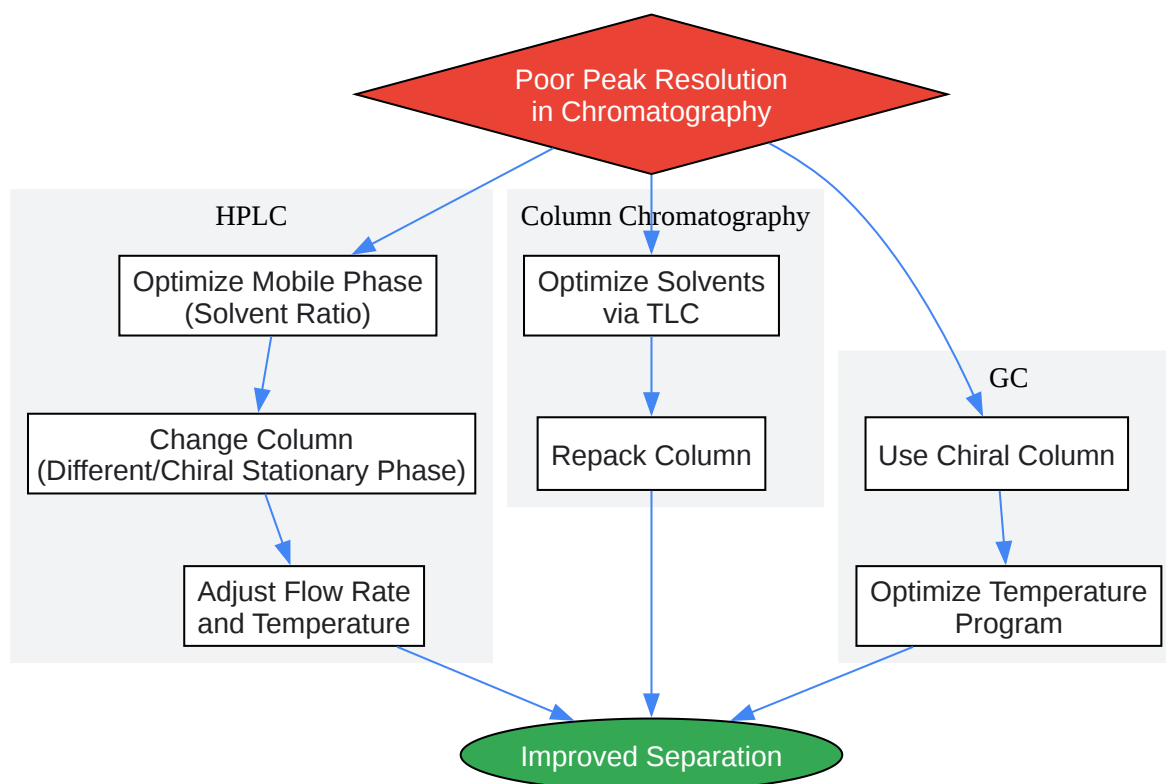 Poor Peak Resolution
in Chromatography
HPLC
Optimize Mobile Phase
(Solvent Ratio)
Change Column
(Different/Chiral Stationary Phase)
Adjust Flow Rate
and Temperature
Column Chromatography
Optimize Solvents
via TLC
Repack Column
GC
Use Chiral Column
Optimize Temperature
Program
Improved Separation